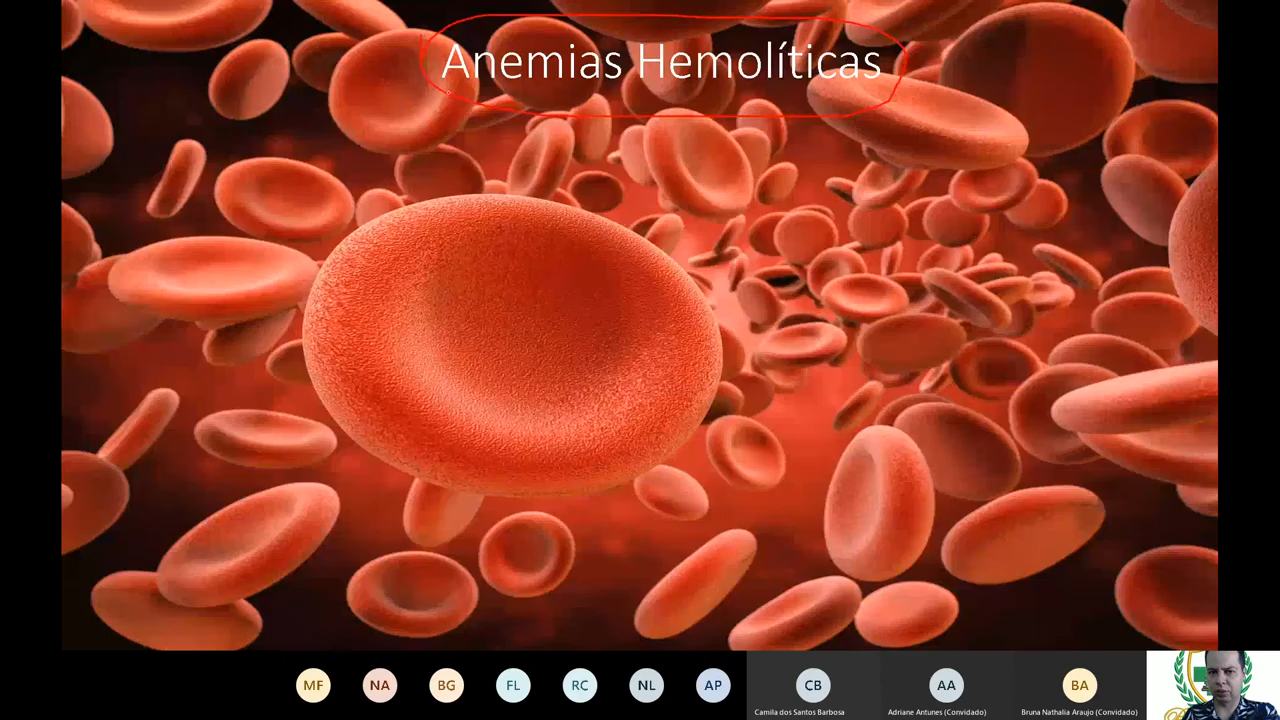 Anemias Hemolíticas
MF
NA
BG
FL
RC
NL
AP
CB
AA
BA
Camila dos Santos Barbosa
Adriane Antunes (Convidado)
Bruna Nathalia Araujo (Convidado)